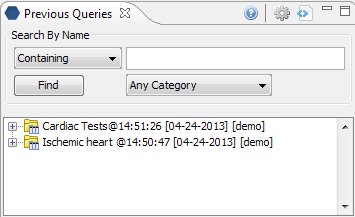 Previous Queries
Search By Name
Containing
Find Any Category
Cardiac Tests@14:51:26 [04-24-2013] [demo]
Ischemic heart @14:50:47 [04-24-2013] [demo]